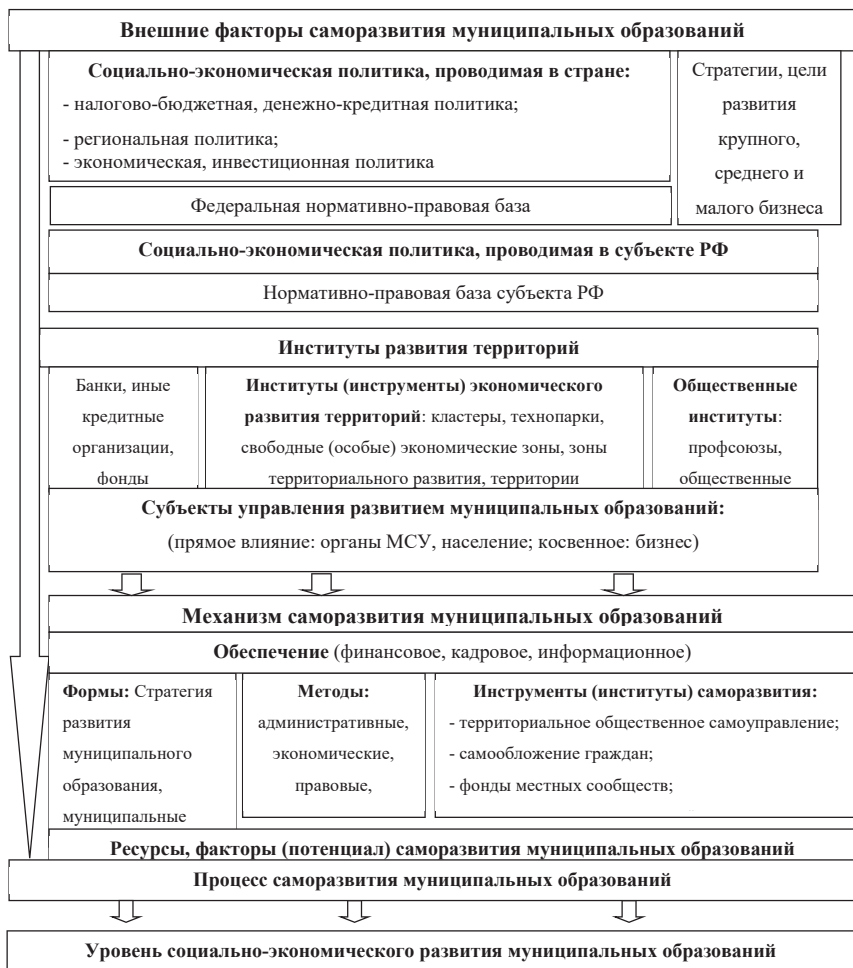 Внешние факторы саморазвития муниципальных образований
Социально-экономическая политика, проводимая в стране:
- налогово-бюджетная, денежно-кредитная политика;
- региональная политика;
- экономическая, инвестиционная политика
Федеральная нормативно-правовая база
Стратегии, цели
развития
крупного,
среднего и
малого бизнеса
Социально-экономическая политика, проводимая в субъекте РФ
Нормативно-правовая база субъекта РФ
Институты развития территорий
Банки, иные
кредитные
организации,
фонды
Институты (инструменты) экономического
развития территорий: кластеры, технопарки,
свободные (особые) экономические зоны, зоны
территориального развития, территории
Общественные
институты:
профсоюзы,
общественные
Субъекты управления развитием муниципальных образований:
(прямое влияние: органы МСУ, население; косвенное: бизнес)
Механизм саморазвития муниципальных образований
Обеспечение (финансовое, кадровое, информационное)
Формы: Стратегия
развития
муниципального
образования,
муниципальные
Методы:
административные,
экономические,
правовые,
Инструменты (институты) саморазвития:
- территориальное общественное самоуправление;
- самообложение граждан;
- фонды местных сообществ;
Ресурсы, факторы (потенциал) саморазвития муниципальных образований
Процесс саморазвития муниципальных образований
Уровень социально-экономического развития муниципальных образований